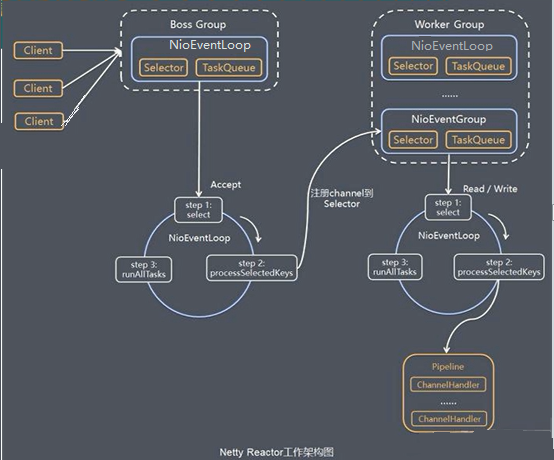 Boss Group
Worker Group
NioEventLoop
Selector
TaskQueue
NioEventLoop
Selector
TaskQueue
......
NioEventGroup
Selector
TaskQueue
Client
Client
Client
Accept
step 1:
select
NioEventLoop
step 2:
processSelectedKeys
step 3:
runAllTasks
注册channel到
Selector
Read / Write
step 1:
select
NioEventLoop
step 2:
processSelectedKeys
step 3:
runAllTasks
Pipeline
ChannelHandler
......
ChannelHandler
Netty Reactor工作架构图